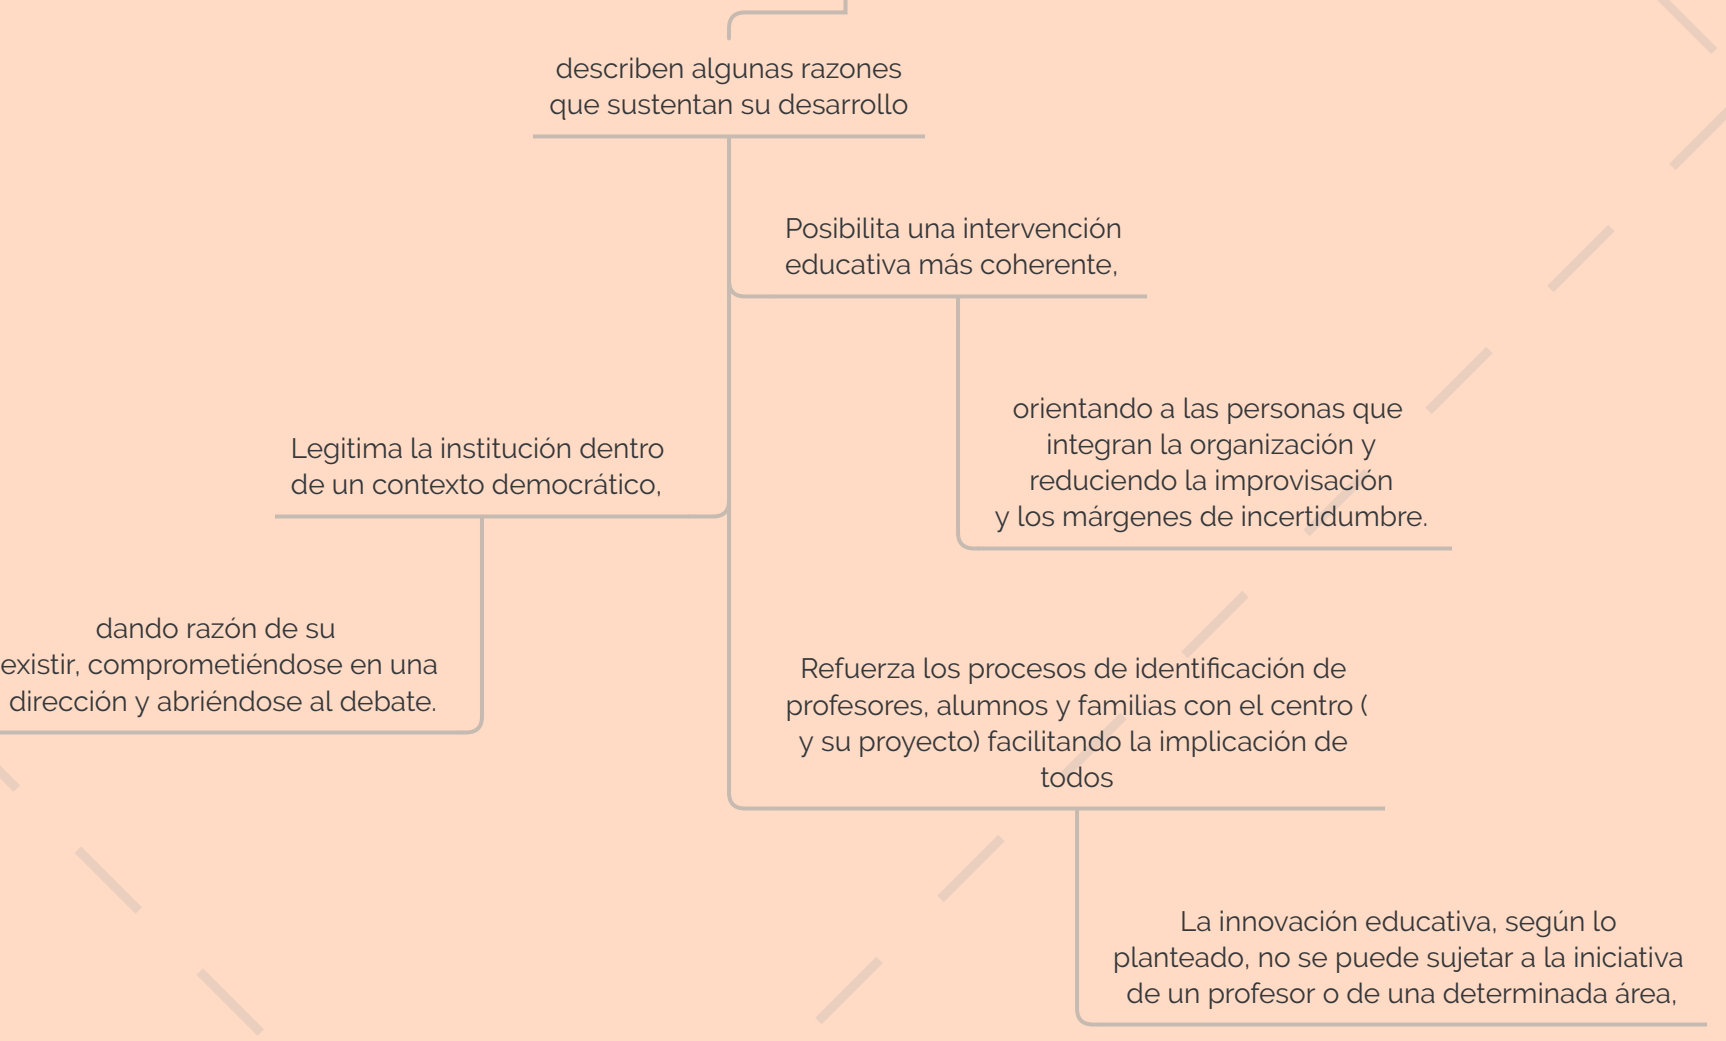 describen algunas razones
que sustentan su desarrollo
Posibilita una intervención
educativa más coherente,
orientando a las personas que
integran la organización y
reduciendo la improvisación
y los márgenes de incertidumbre.
Legitima la institución dentro
de un contexto democrático,
dando razón de su
existir, comprometiéndose en una
dirección y abriéndose al debate.
Refuerza los procesos de identificación de
profesores, alumnos y familias con el centro (
y su proyecto) facilitando la implicación de
todos
La innovación educativa, según lo
planteado, no se puede sujetar a la iniciativa
de un profesor o de una determinada área,